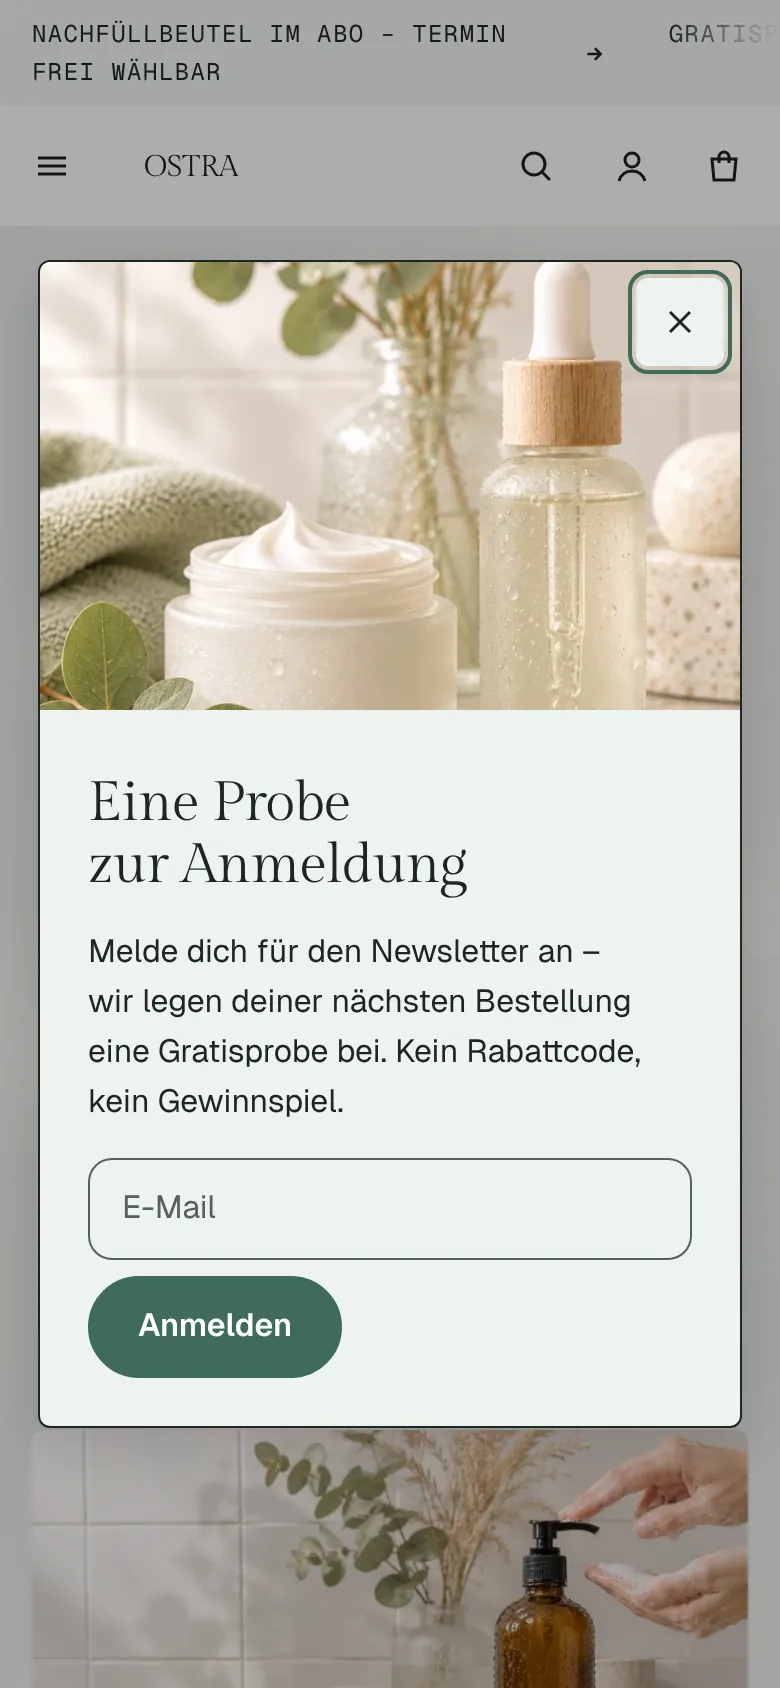 NACHFÜLLBEUTEL IM ABO – TERMIN
FREI WÄHLBAR
OSTRA
Eine Probe
zur Anmeldung
Melde dich für den Newsletter an –
wir legen deiner nächsten Bestellung
eine Gratisprobe bei. Kein Rabattcode,
kein Gewinnspiel.
E-Mail
Anmelden